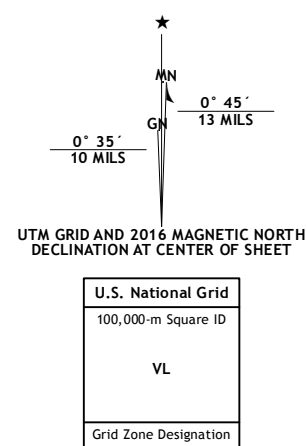 ★
MN
0° 45´
13 MILS
GN
0° 35´
10 MILS
UTM GRID AND 2016 MAGNETIC NORTH
DECLINATION AT CENTER OF SHEET
U.S. National Grid
100,000-m Square ID
VL
Grid Zone Designation